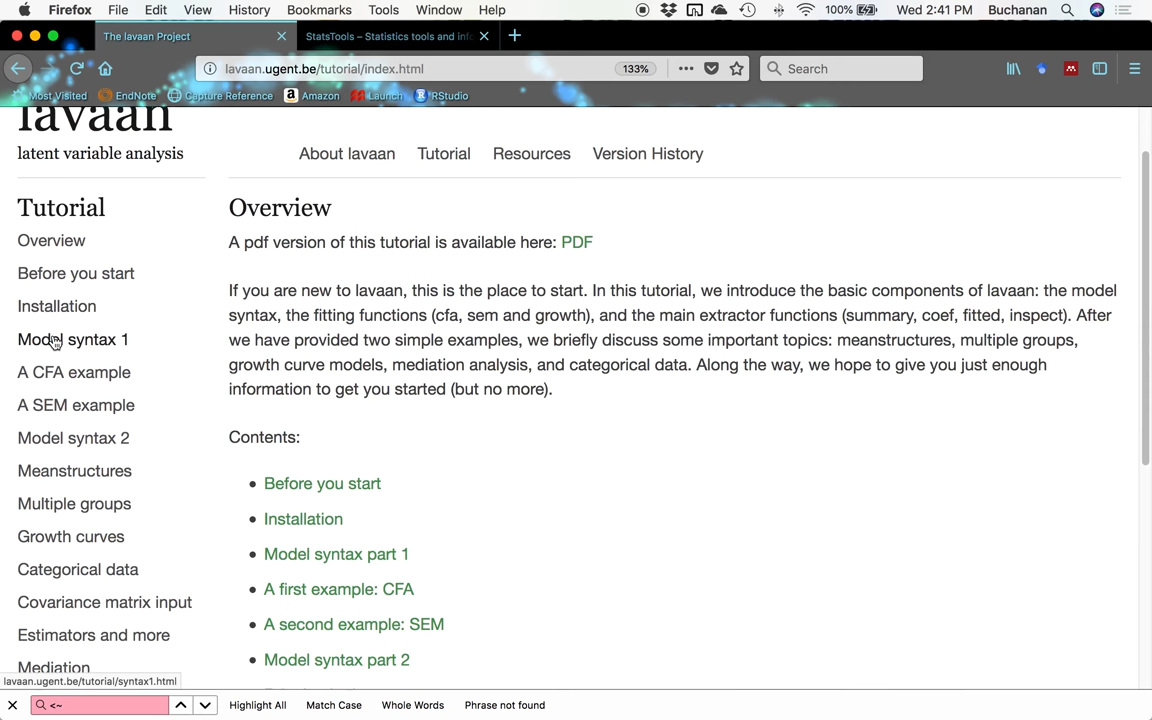 Firefox File Edit View History Bookmarks Tools Window Help 100% Wed 2:41 PM Buchanan
The lavaan Project StatsTools – Statistics tools and inf
lavaan.ugent.be/tutorial/index.html 133% Search
Most Visited EndNote Capture Reference Amazon Launch RStudio
lavaan
latent variable analysis
About lavaan Tutorial Resources Version History
Tutorial
Overview
Before you start
Installation
Model syntax 1
A CFA example
A SEM example
Model syntax 2
Meanstructures
Multiple groups
Growth curves
Categorical data
Covariance matrix input
Estimators and more
Mediation
Overview
A pdf version of this tutorial is available here: PDF
If you are new to lavaan, this is the place to start. In this tutorial, we introduce the basic components of lavaan: the model
syntax, the fitting functions (cfa, sem and growth), and the main extractor functions (summary, coef, fitted, inspect). After
we have provided two simple examples, we briefly discuss some important topics: meanstructures, multiple groups,
growth curve models, mediation analysis, and categorical data. Along the way, we hope to give you just enough
information to get you started (but no more).
Contents:
• Before you start
• Installation
• Model syntax part 1
• A first example: CFA
• A second example: SEM
• Model syntax part 2
lavaan.ugent.be/tutorial/syntax1.html
<~ Highlight All Match Case Whole Words Phrase not found